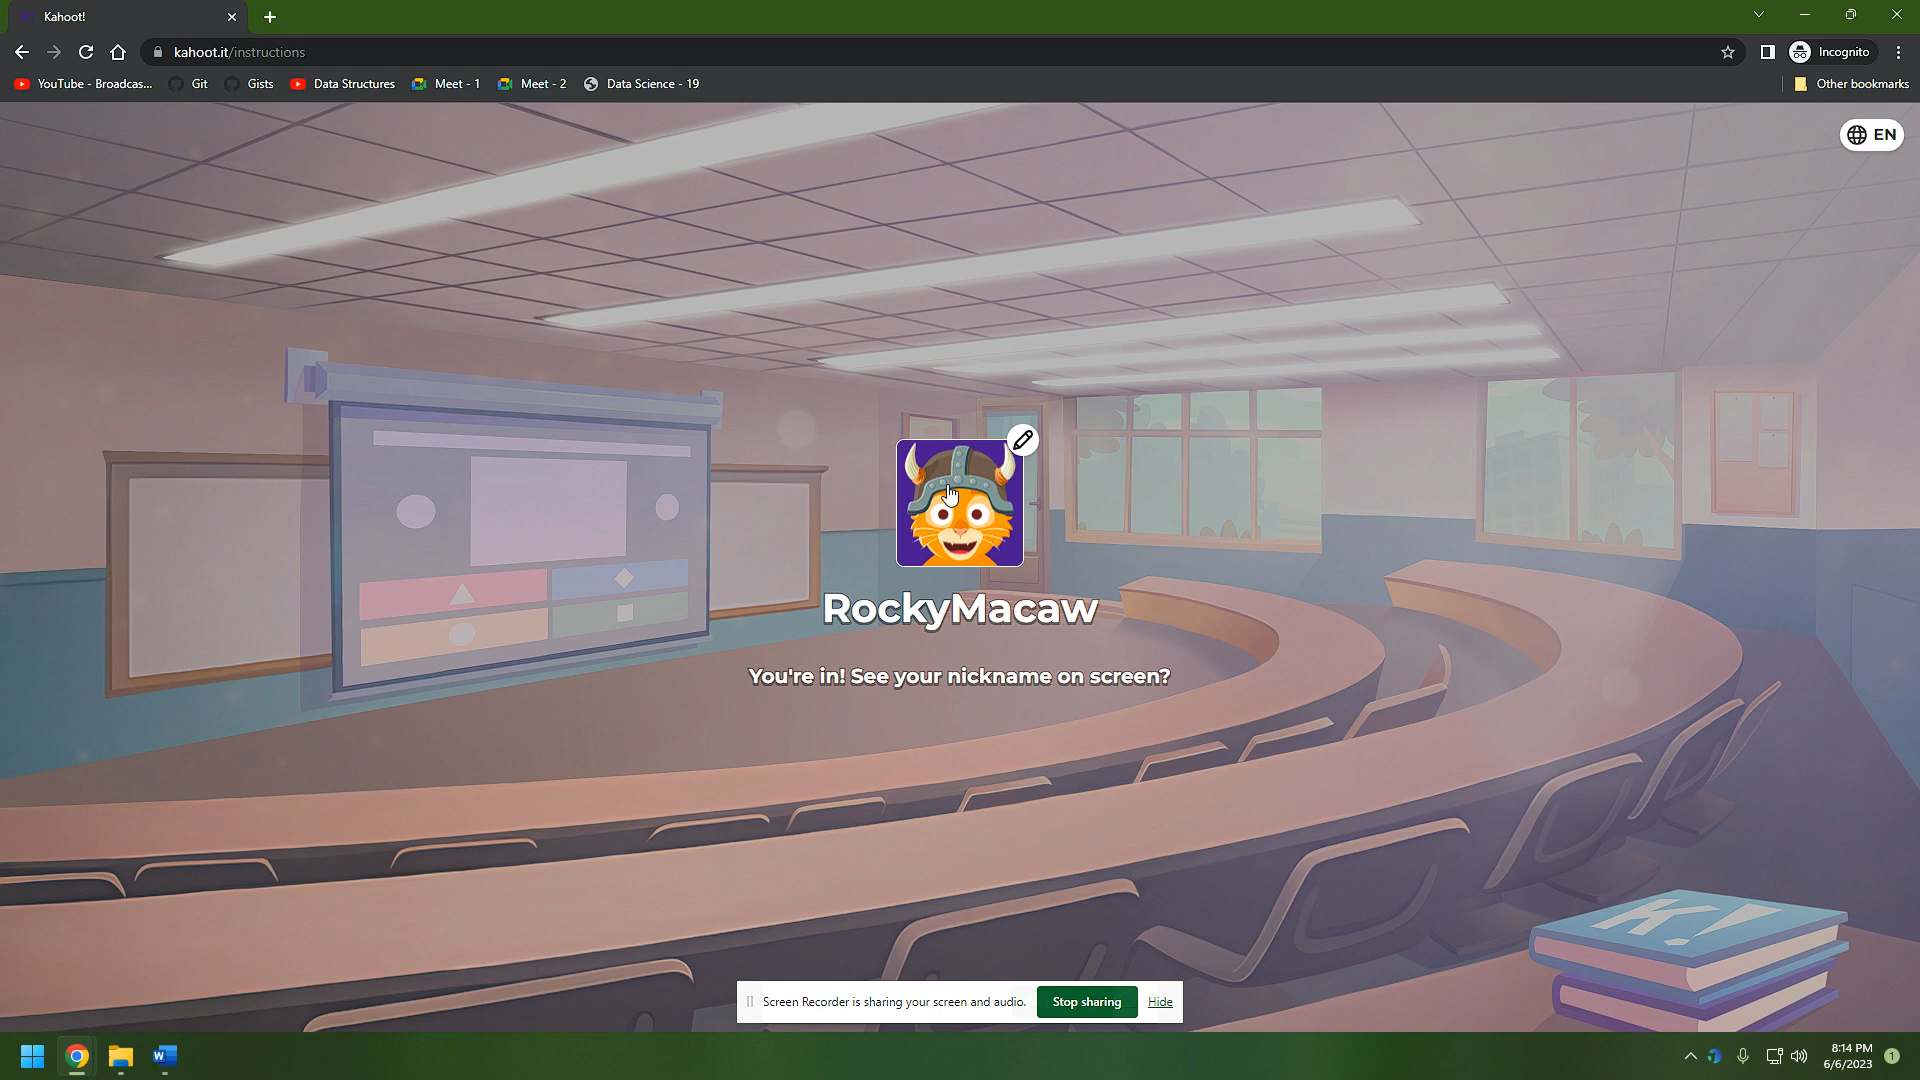 Kahoot!
kahoot.it/instructions
Incognito
YouTube - Broadcas...
Git
Gists
Data Structures
Meet - 1
Meet - 2
Data Science - 19
Other bookmarks
EN
RockyMacaw
You're in! See your nickname on screen?
K!
Screen Recorder is sharing your screen and audio.
Stop sharing
Hide
W
8:14 PM
6/6/2023
1